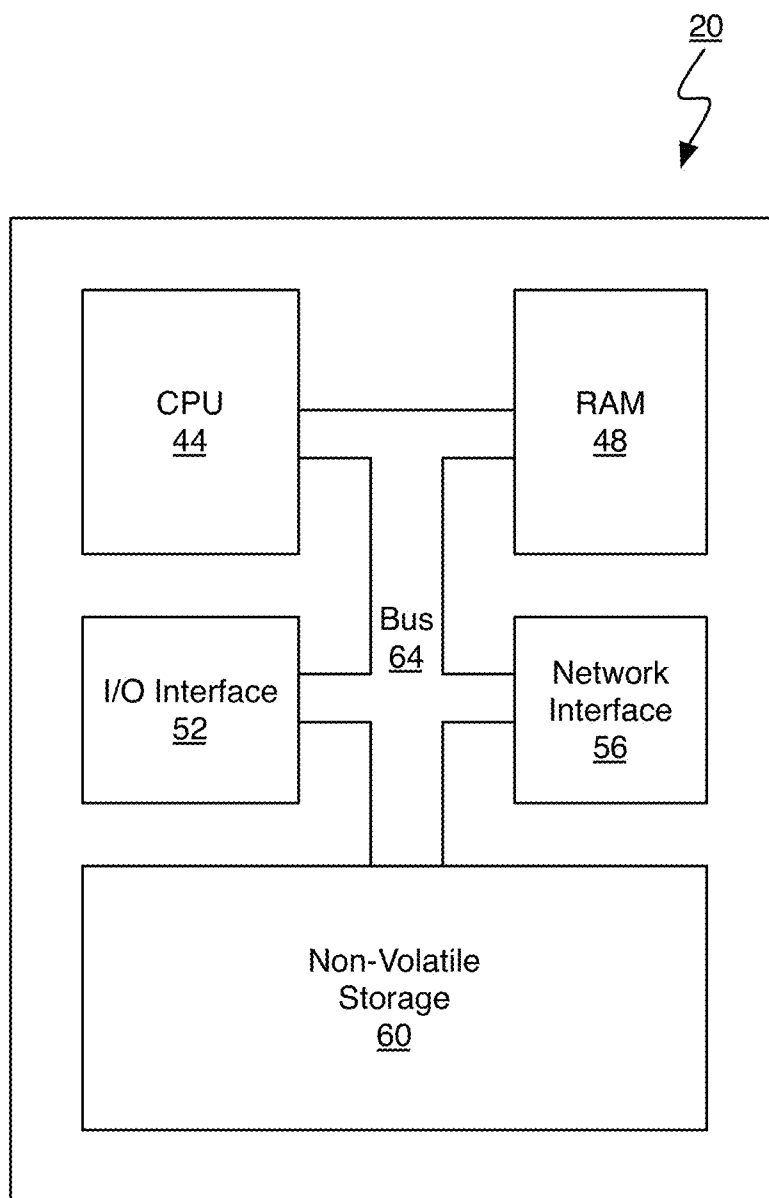 20
CPU
44
RAM
48
Bus
64
I/O Interface
52
Network
Interface
56
Non-Volatile
Storage
60